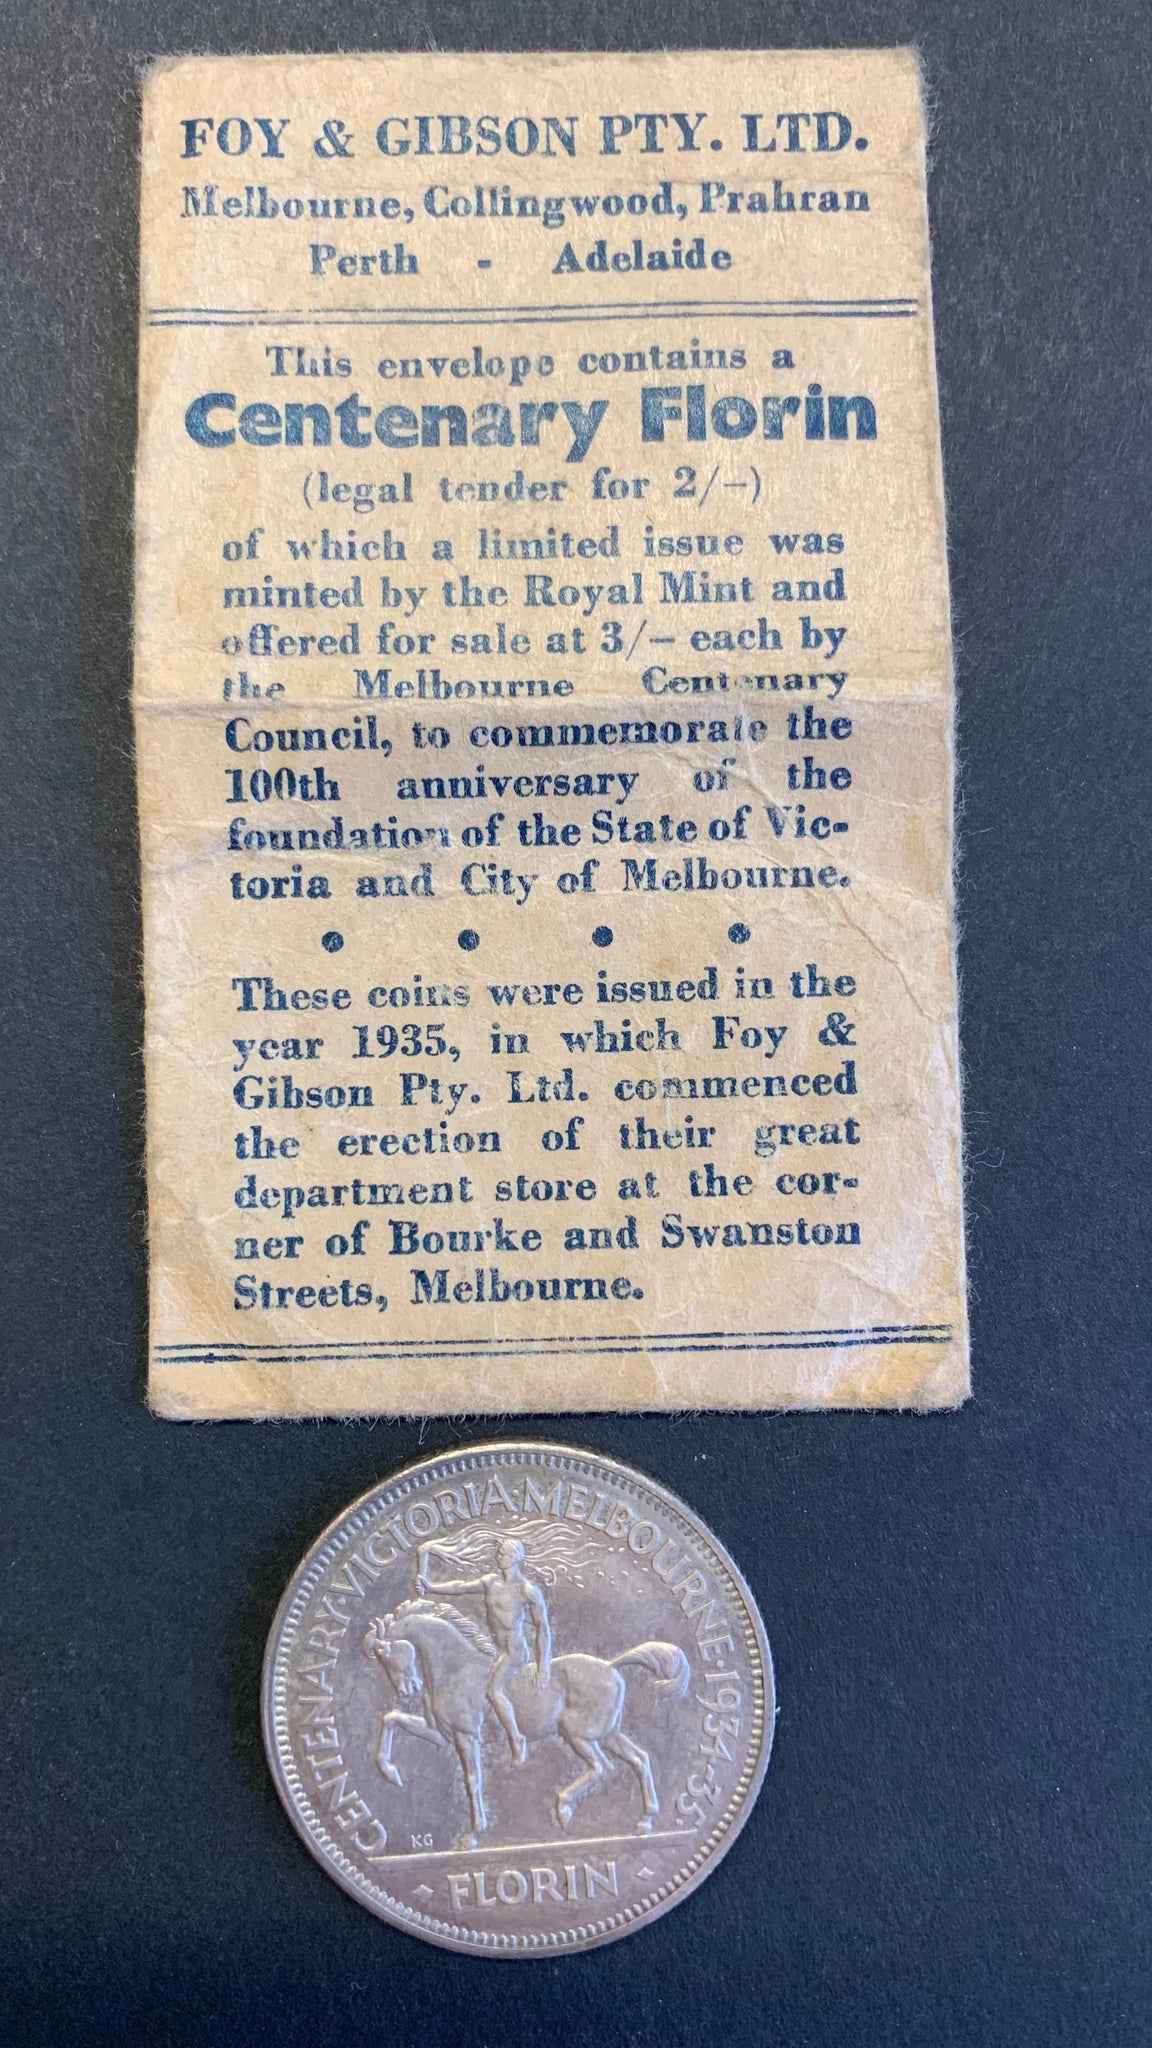 FOY & GIBSON PTY. LTD.
Melbourne, Collingwood, Prahran
Perth - Adelaide
This envelope contains a
Centenary Florin
(legal tender for 2/-)
of which a limited issue was
minted by the Royal Mint and
offered for sale at 3/- each by
the Melbourne Centenary
Council, to commemorate the
100th anniversary of the
foundation of the State of Vic-
toria and City of Melbourne.
These coins were issued in the
year 1935, in which Foy &
Gibson Pty. Ltd. commenced
the erection of their great
department store at the cor-
ner of Bourke and Swanston
Streets, Melbourne.
CENTENARY·VICTORIA·MELBOURNE·1934-35·
KG
FLORIN